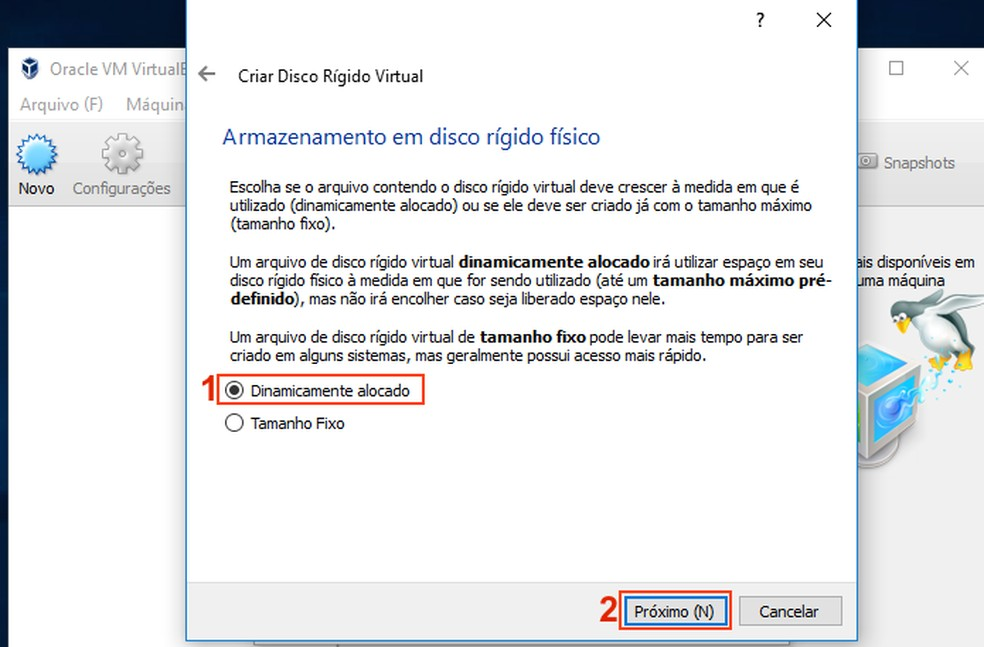 ?
Oracle VM
Arquivo (F)
Criar Disco Rígido Virtual
Armazenamento em disco rígido físico
Novo
Configurações
Snapshots
Escolha se o arquivo contendo o disco rígido virtual deve crescer à medida em que é
utilizado (dinamicamente alocado) ou se ele deve ser criado já com o tamanho máximo
(tamanho fixo).
Um arquivo de disco rígido virtual dinamicamente alocado irá utilizar espaço em seu
disco rígido físico à medida em que for sendo utilizado (até um tamanho máximo pré-
definido), mas não irá encolher caso seja liberado espaço nele.
disponíveis em
máquina
Um arquivo de disco rígido virtual de tamanho fixo pode levar mais tempo para ser
criado em alguns sistemas, mas geralmente possui acesso mais rápido.
1 Dinamicamente alocado
Tamanho Fixo
2 Próximo (N) Cancelar